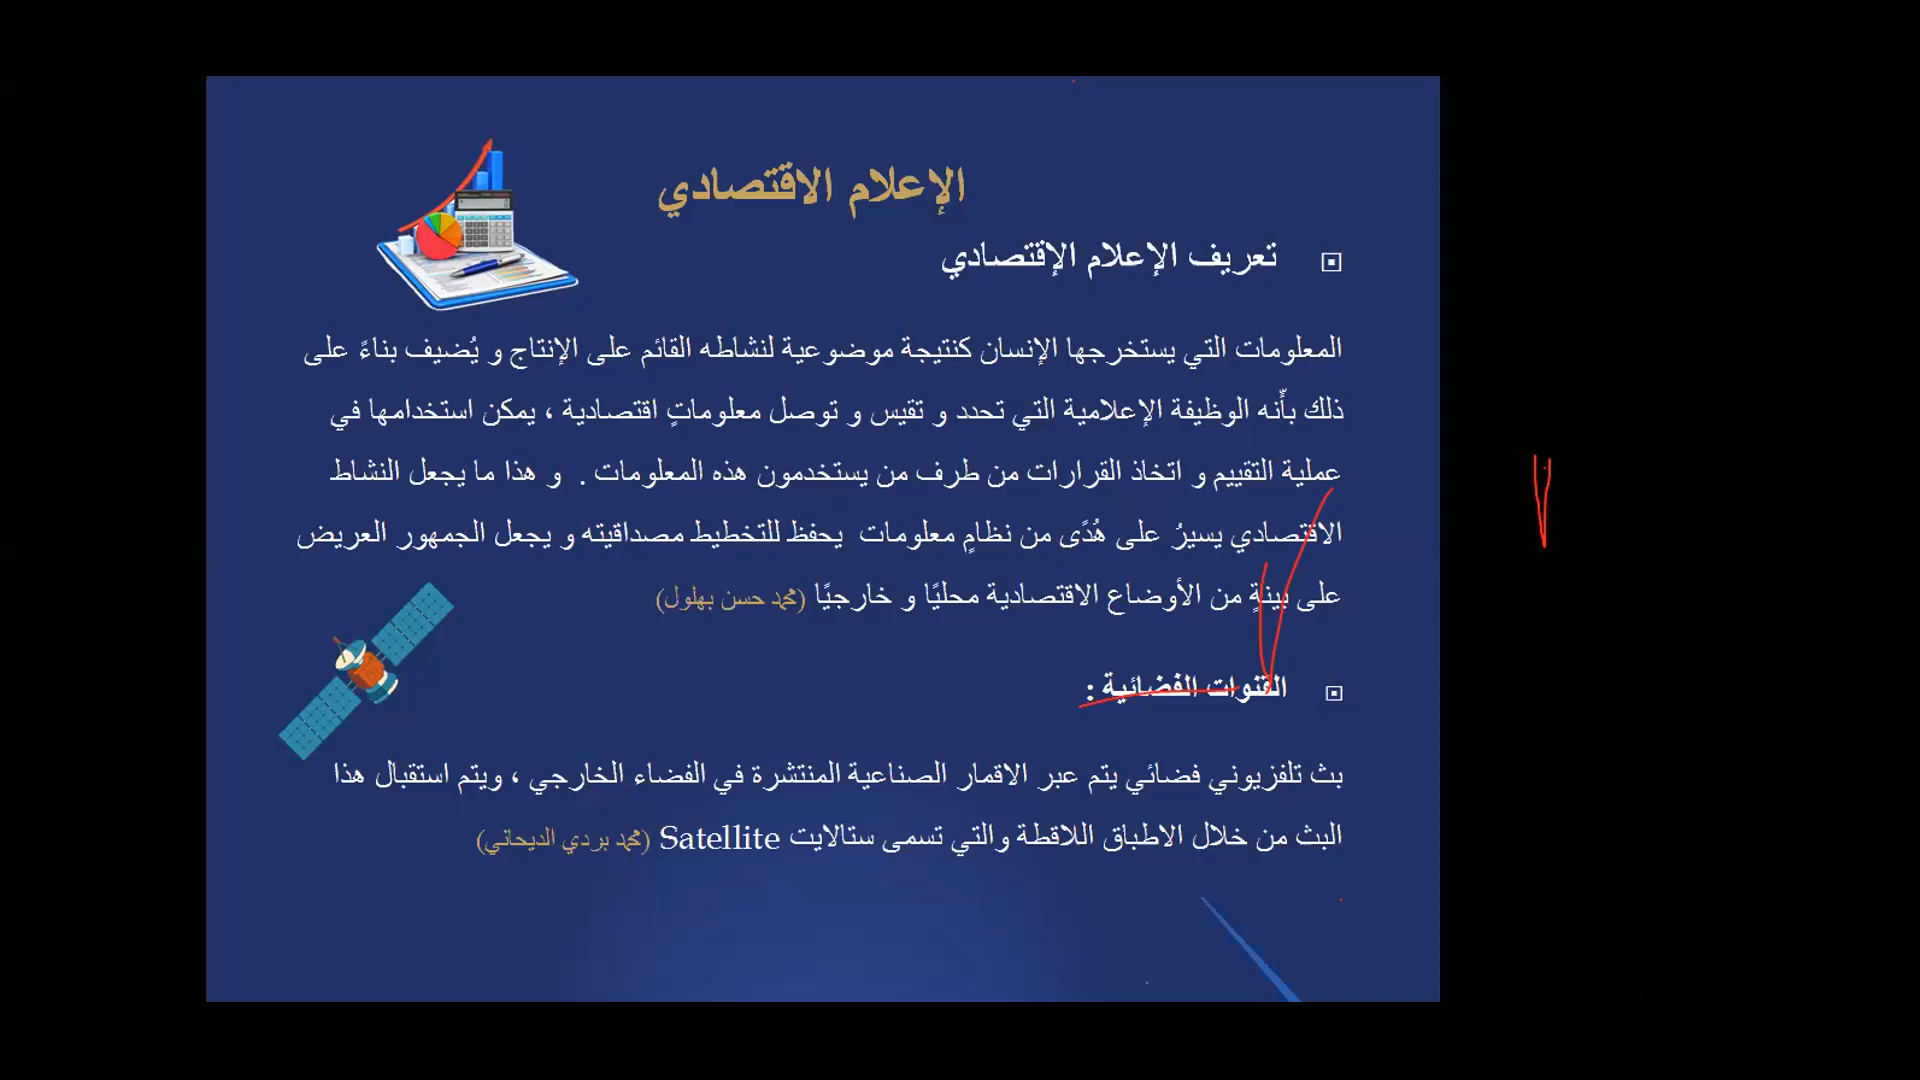 الإعلام الاقتصادي
تعريف الإعلام الإقتصادي
المعلومات التي يستخرجها الإنسان كنتيجة موضوعية لنشاطه القائم على الإنتاج و يُضيف بناءً على
ذلك بأّنه الوظيفة الإعلامية التي تحدد و تقيس و توصل معلوماتٍ اقتصادية ، يمكن استخدامها في
عملية التقييم و اتخاذ القرارات من طرف من يستخدمون هذه المعلومات . و هذا ما يجعل النشاط
الاقتصادي يسيرُ على هُدًى من نظامٍ معلومات يحفظ للتخطيط مصداقيته و يجعل الجمهور العريض
على بينةٍ من الأوضاع الاقتصادية محليًا و خارجيًا (محمد حسن بهلول)
القنوات الفضائية :
بث تلفزيوني فضائي يتم عبر الاقمار الصناعية المنتشرة في الفضاء الخارجي ، ويتم استقبال هذا
البث من خلال الاطباق اللاقطة والتي تسمى ستالايت Satellite (محمد بردي الديحاني)